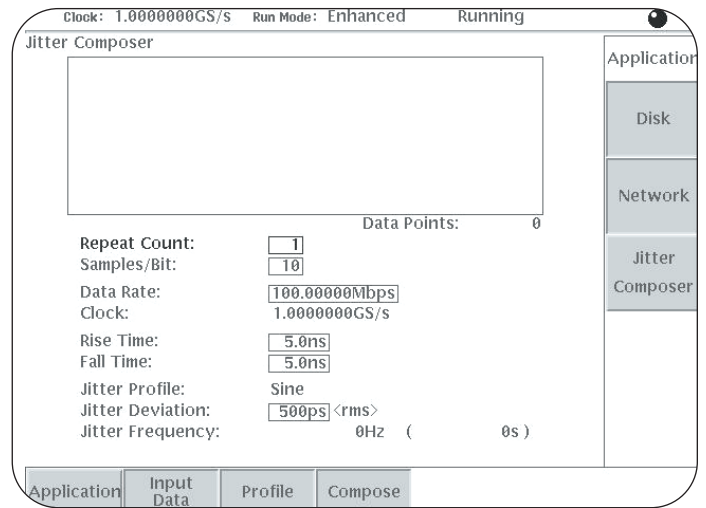 Clock: 1.0000000GS/s Run Mode: Enhanced Running
Jitter Composer
Application
Disk
Network
Jitter
Composer
Data Points: 0
Repeat Count: 1
Samples/Bit: 10
Data Rate: 100.00000Mbps
Clock: 1.0000000GS/s
Rise Time: 5.0ns
Fall Time: 5.0ns
Jitter Profile: Sine
Jitter Deviation: 500ps <rms>
Jitter Frequency: 0Hz ( 0s )
Application
Input
Data
Profile
Compose